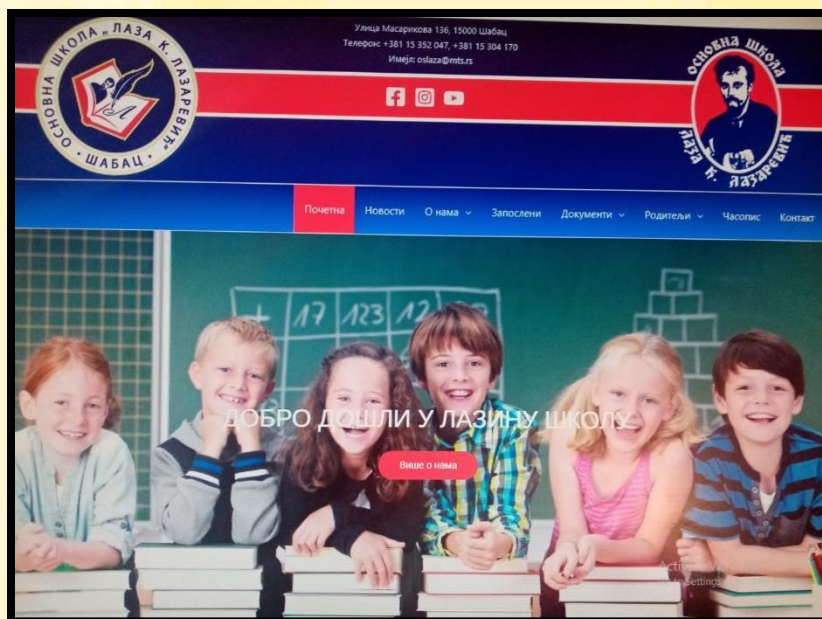 Улица Масарикова 136, 15000 Шабац
Телефон: +381 15 352 047, +381 15 304 170
Имејл: oslaza@mts.rs
ОСНОВНА ШКОЛА „ЛАЗА К. ЛАЗАРЕВИЋ“
· ШАБАЦ ·
Л
ОСНОВНА ШКОЛА
ЛАЗА К. ЛАЗАРЕВИЋ
Почетна Новости О нама Запослени Документи Родитељи Часопис Контакт
+ 17 123 12
ДОБРО ДОШЛИ У ЛАЗИНУ ШКОЛУ
Више о нама
Settings